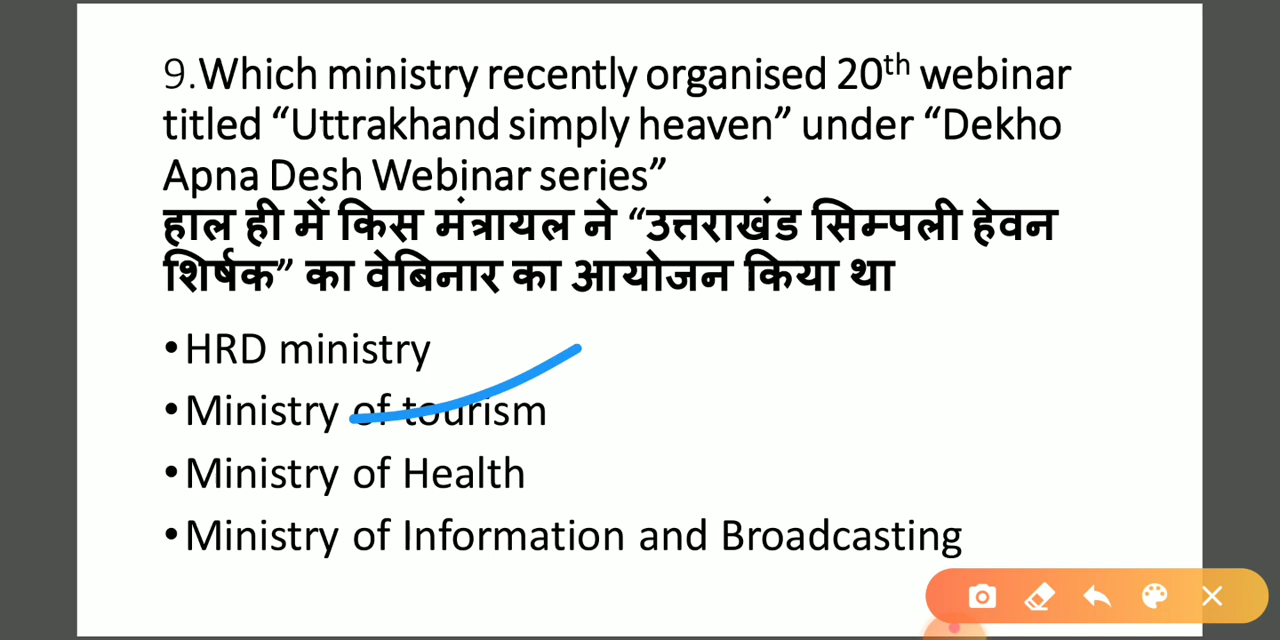 9.Which ministry recently organised 20th webinar
titled “Uttrakhand simply heaven” under “Dekho
Apna Desh Webinar series”
हाल ही में किस मंत्रायल ने “उत्तराखंड सिम्पली हेवन
शिर्षक” का वेबिनार का आयोजन किया था
•HRD ministry
•Ministry of tourism
•Ministry of Health
•Ministry of Information and Broadcasting